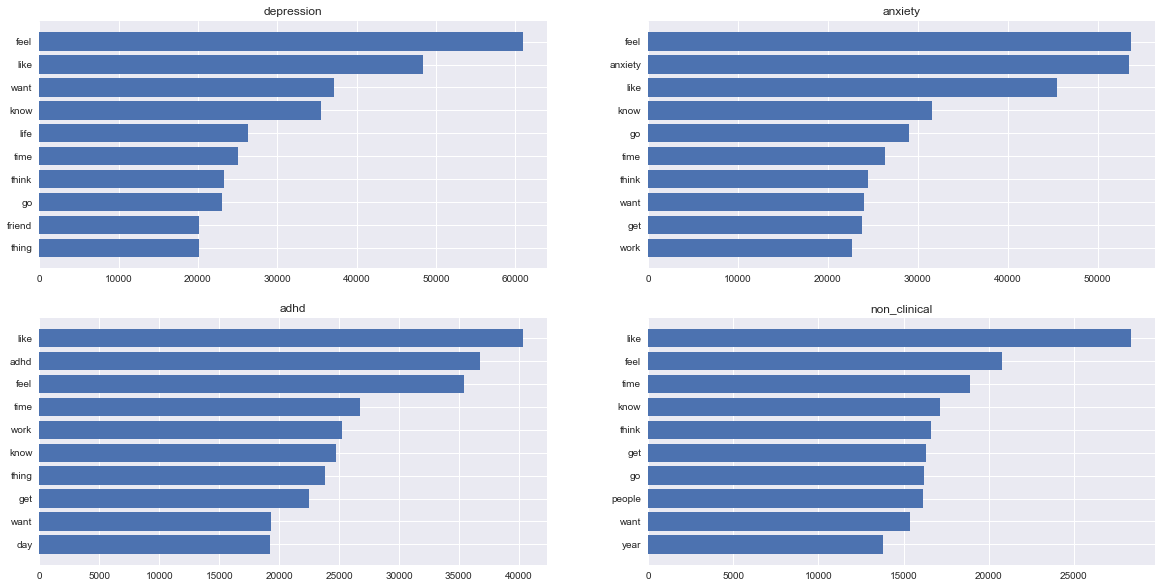 depression
feel
like
want
know
life
time
think
go
friend
thing
0 10000 20000 30000 40000 50000 60000
anxiety
feel
anxiety
like
know
go
time
think
want
get
work
0 10000 20000 30000 40000 50000
adhd
like
adhd
feel
time
work
know
thing
get
want
day
0 5000 10000 15000 20000 25000 30000 35000 40000
non_clinical
like
feel
time
know
think
get
go
people
want
year
0 5000 10000 15000 20000 25000